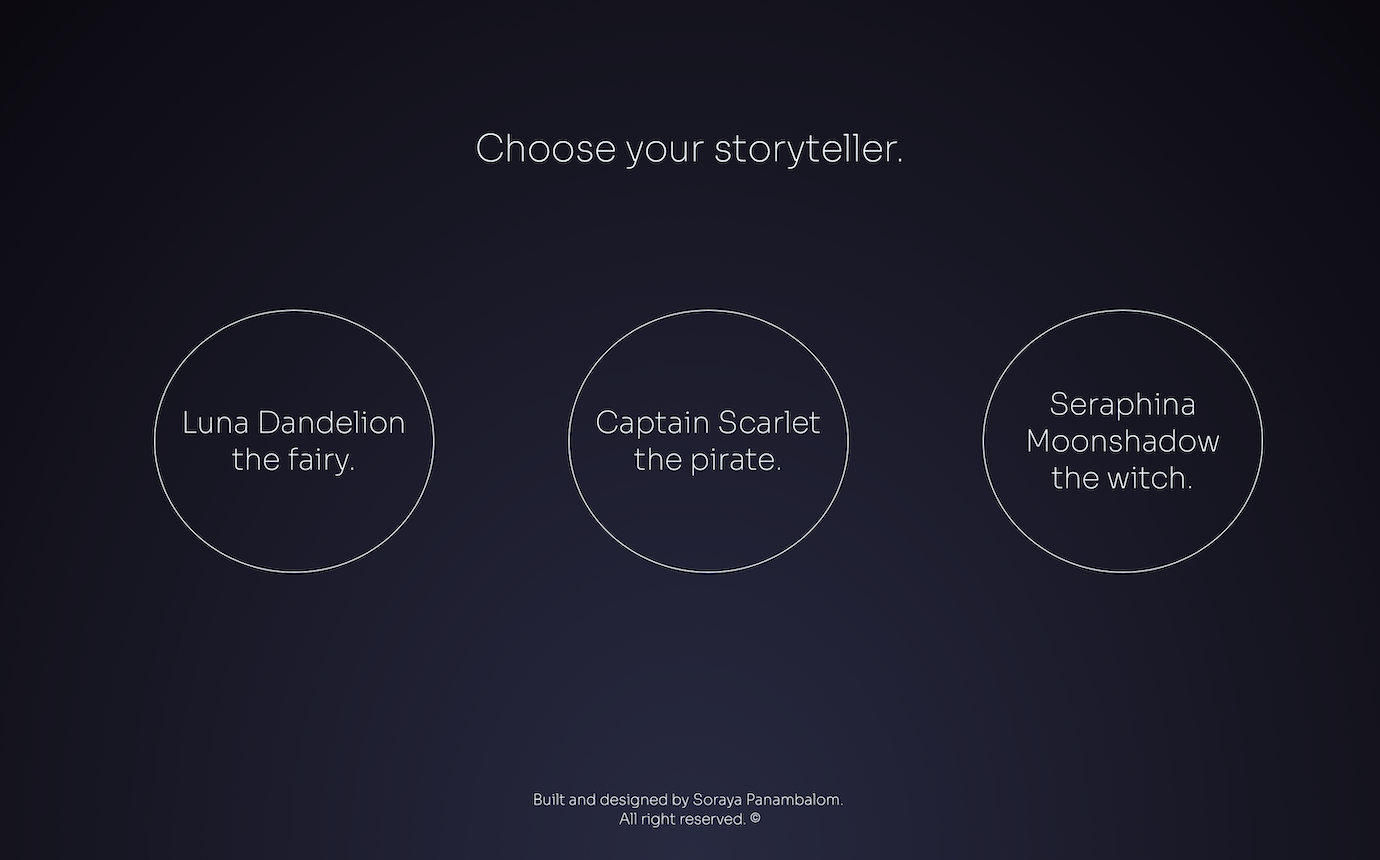 Choose your storyteller.
Luna Dandelion
the fairy.
Captain Scarlet
the pirate.
Seraphina
Moonshadow
the witch.
Built and designed by Soraya Panambalom.
All right reserved. ©